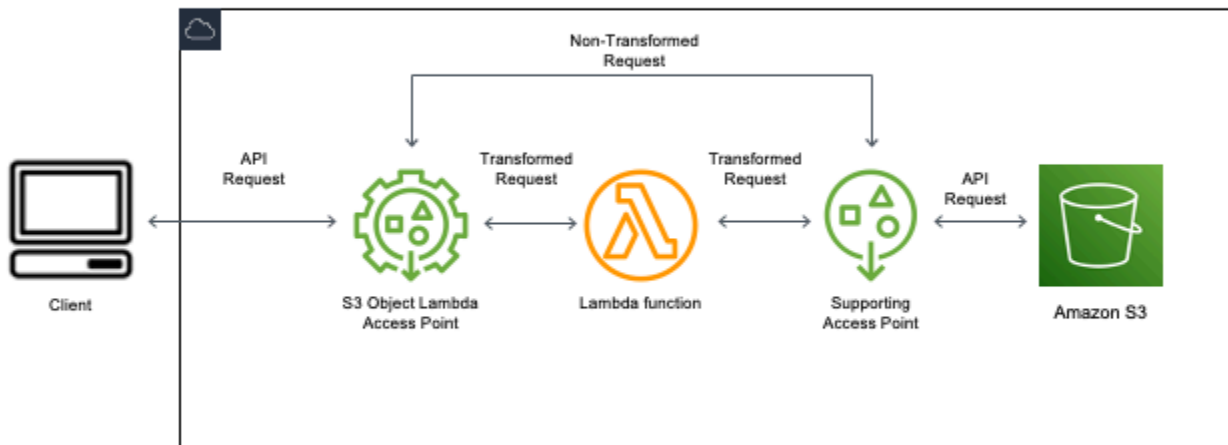 Non-Transformed
Request
API
Request
Transformed
Request
Transformed
Request
API
Request
Client
S3 Object Lambda
Access Point
Lambda function
Supporting
Access Point
Amazon S3